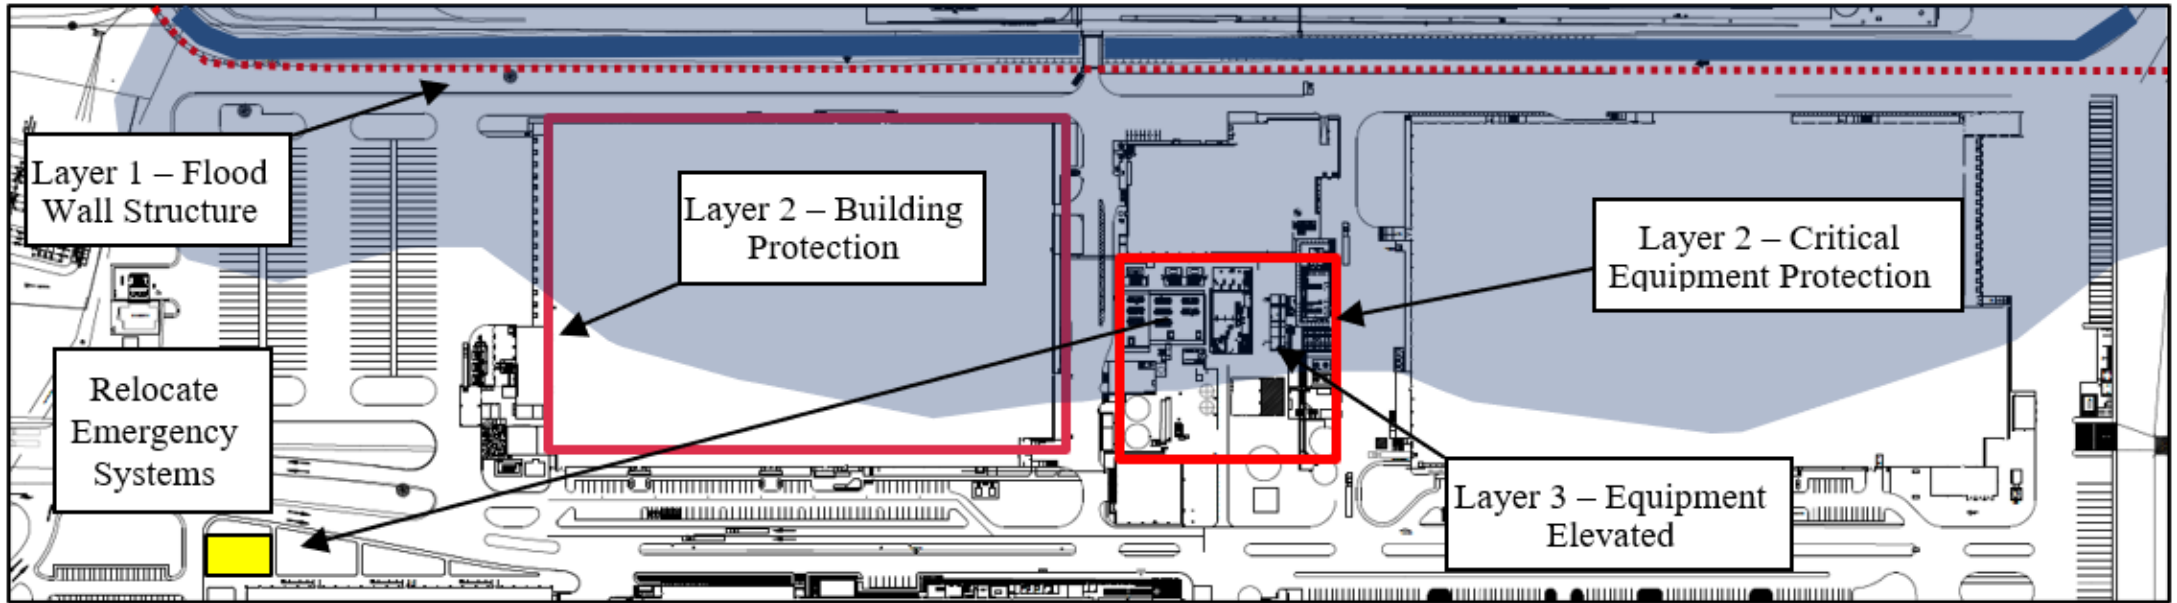 Layer 1 – Flood
Wall Structure
Layer 2 – Building
Protection
Layer 2 – Critical
Equipment Protection
Relocate
Emergency
Systems
Layer 3 – Equipment
Elevated